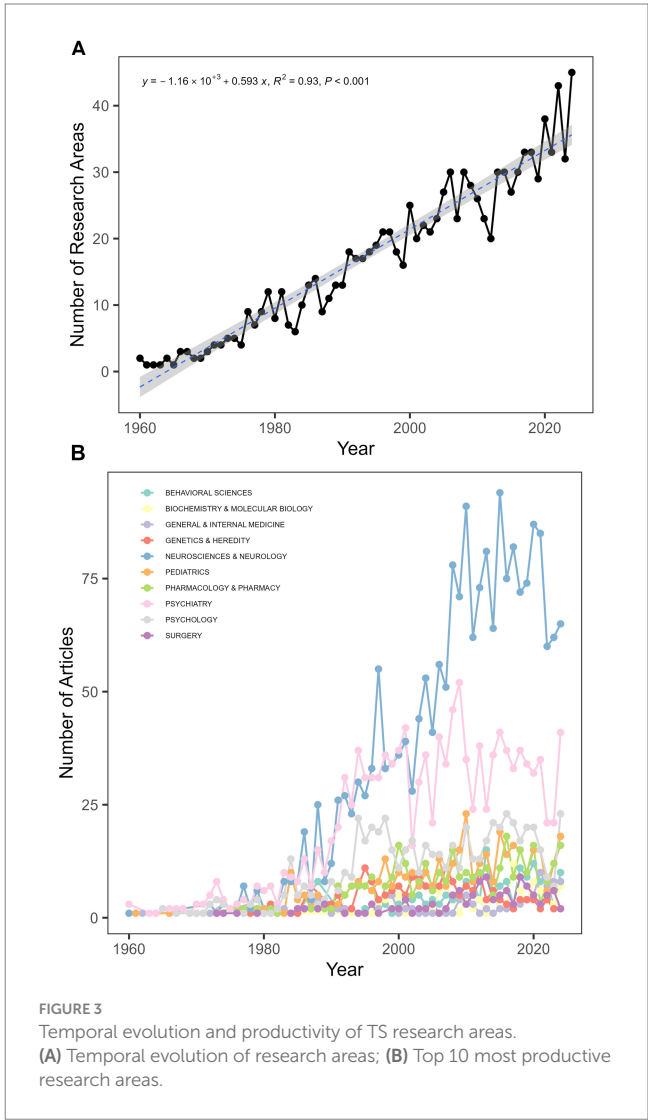 A
y = − 1.16 × 10⁺³ + 0.593 x, R² = 0.93, P < 0.001
Number of Research Areas
40
30
20
10
0
1960
1980
2000
2020
Year
B
BEHAVIORAL SCIENCES
BIOCHEMISTRY & MOLECULAR BIOLOGY
GENERAL & INTERNAL MEDICINE
GENETICS & HEREDITY
NEUROSCIENCES & NEUROLOGY
PEDIATRICS
PHARMACOLOGY & PHARMACY
PSYCHIATRY
PSYCHOLOGY
SURGERY
Number of Articles
75
50
25
0
1960
1980
2000
2020
Year
FIGURE 3
Temporal evolution and productivity of TS research areas.
(A) Temporal evolution of research areas; (B) Top 10 most productive
research areas.